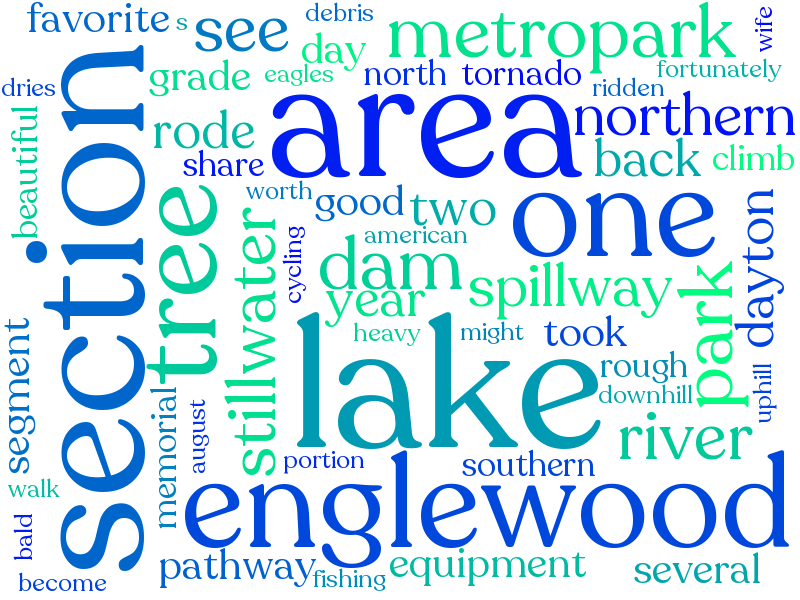 favorite
s
debris
wife
see
day
metropark
grade
eagles
north
tornado
fortunately
dries
ridden
area
northern
beautiful
rode
share
back
climb
section
tree
worth
good
two
one
american
cycling
stillwater
dam
year
spillway
park
dayton
heavy
might
took
lake
rough
downhill
uphill
segment
memorial
august
river
portion
southern
walk
englewood
bald
pathway
fishing
equipment
several
become